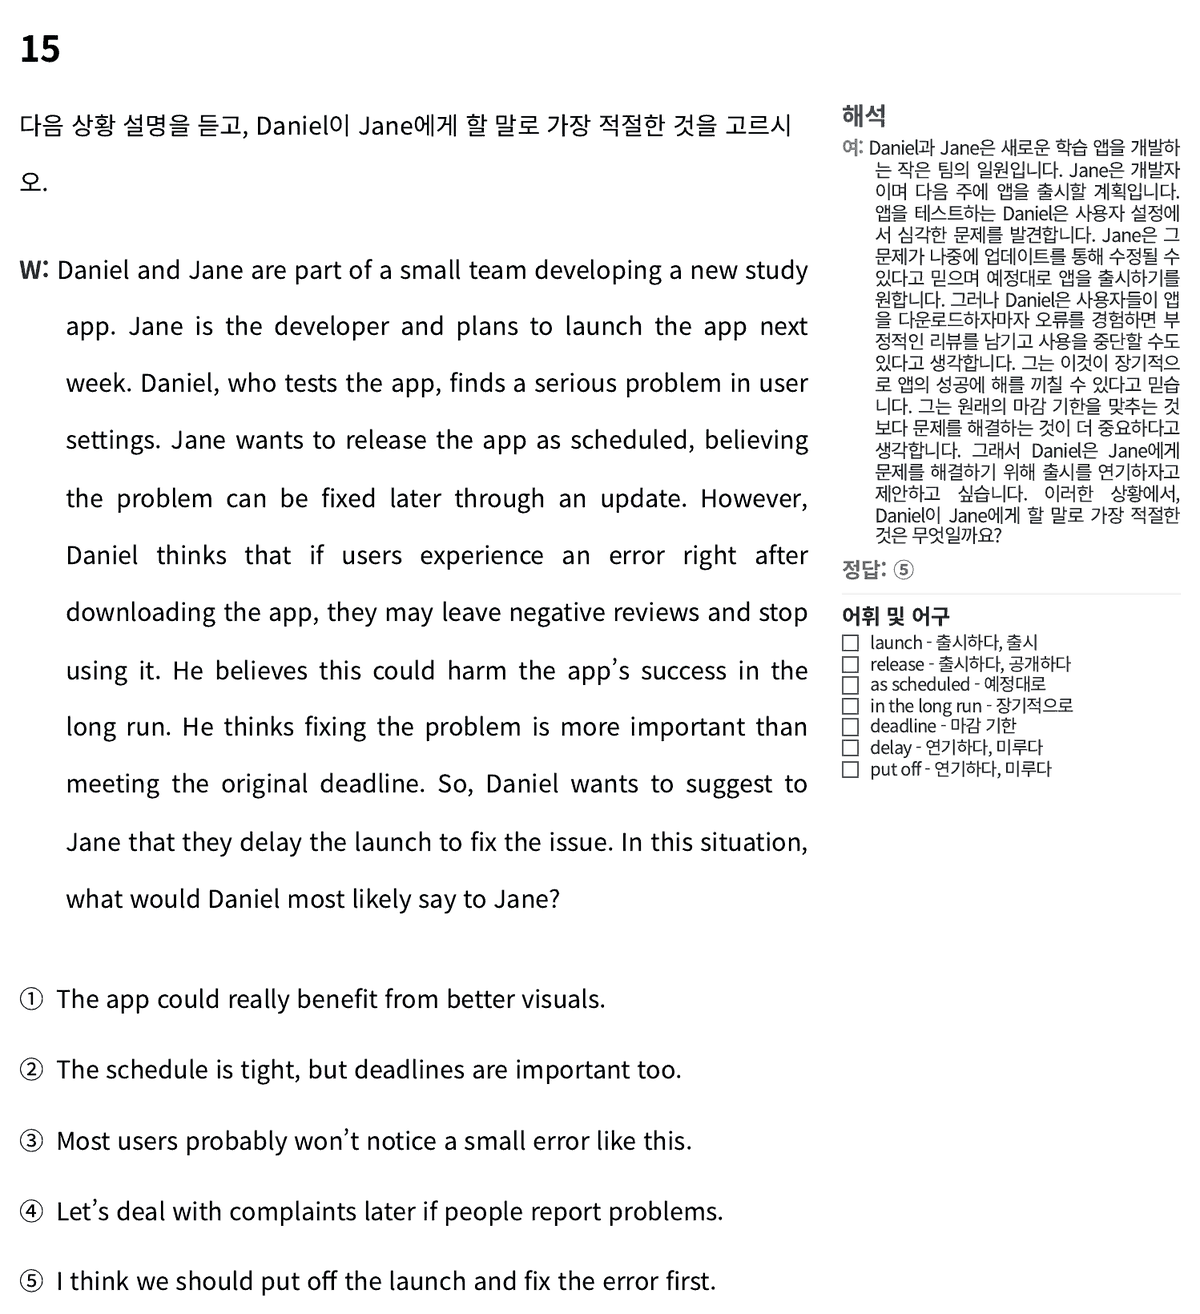 15
다음 상황 설명을 듣고, Daniel이 Jane에게 할 말로 가장 적절한 것을 고르시
오.
W: Daniel and Jane are part of a small team developing a new study
app. Jane is the developer and plans to launch the app next
week. Daniel, who tests the app, finds a serious problem in user
settings. Jane wants to release the app as scheduled, believing
the problem can be fixed later through an update. However,
Daniel thinks that if users experience an error right after
downloading the app, they may leave negative reviews and stop
using it. He believes this could harm the app’s success in the
long run. He thinks fixing the problem is more important than
meeting the original deadline. So, Daniel wants to suggest to
Jane that they delay the launch to fix the issue. In this situation,
what would Daniel most likely say to Jane?
① The app could really benefit from better visuals.
② The schedule is tight, but deadlines are important too.
③ Most users probably won’t notice a small error like this.
④ Let’s deal with complaints later if people report problems.
⑤ I think we should put off the launch and fix the error first.
해석
여: Daniel과 Jane은 새로운 학습 앱을 개발하
는 작은 팀의 일원입니다. Jane은 개발자
이며 다음 주에 앱을 출시할 계획입니다.
앱을 테스트하는 Daniel은 사용자 설정에
서 심각한 문제를 발견합니다. Jane은 그
문제가 나중에 업데이트를 통해 수정될 수
있다고 믿으며 예정대로 앱을 출시하기를
원합니다. 그러나 Daniel은 사용자들이 앱
을 다운로드하자마자 오류를 경험하면 부
정적인 리뷰를 남기고 사용을 중단할 수도
있다고 생각합니다. 그는 이것이 장기적으
로 앱의 성공에 해를 끼칠 수 있다고 믿습
니다. 그는 원래의 마감 기한을 맞추는 것
보다 문제를 해결하는 것이 더 중요하다고
생각합니다. 그래서 Daniel은 Jane에게
문제를 해결하기 위해 출시를 연기하자고
제안하고 싶습니다. 이러한 상황에서,
Daniel이 Jane에게 할 말로 가장 적절한
것은 무엇일까요?
정답: ⑤
어휘 및 어구
□ launch - 출시하다, 출시
□ release - 출시하다, 공개하다
□ as scheduled - 예정대로
□ in the long run - 장기적으로
□ deadline - 마감 기한
□ delay - 연기하다, 미루다
□ put off - 연기하다, 미루다